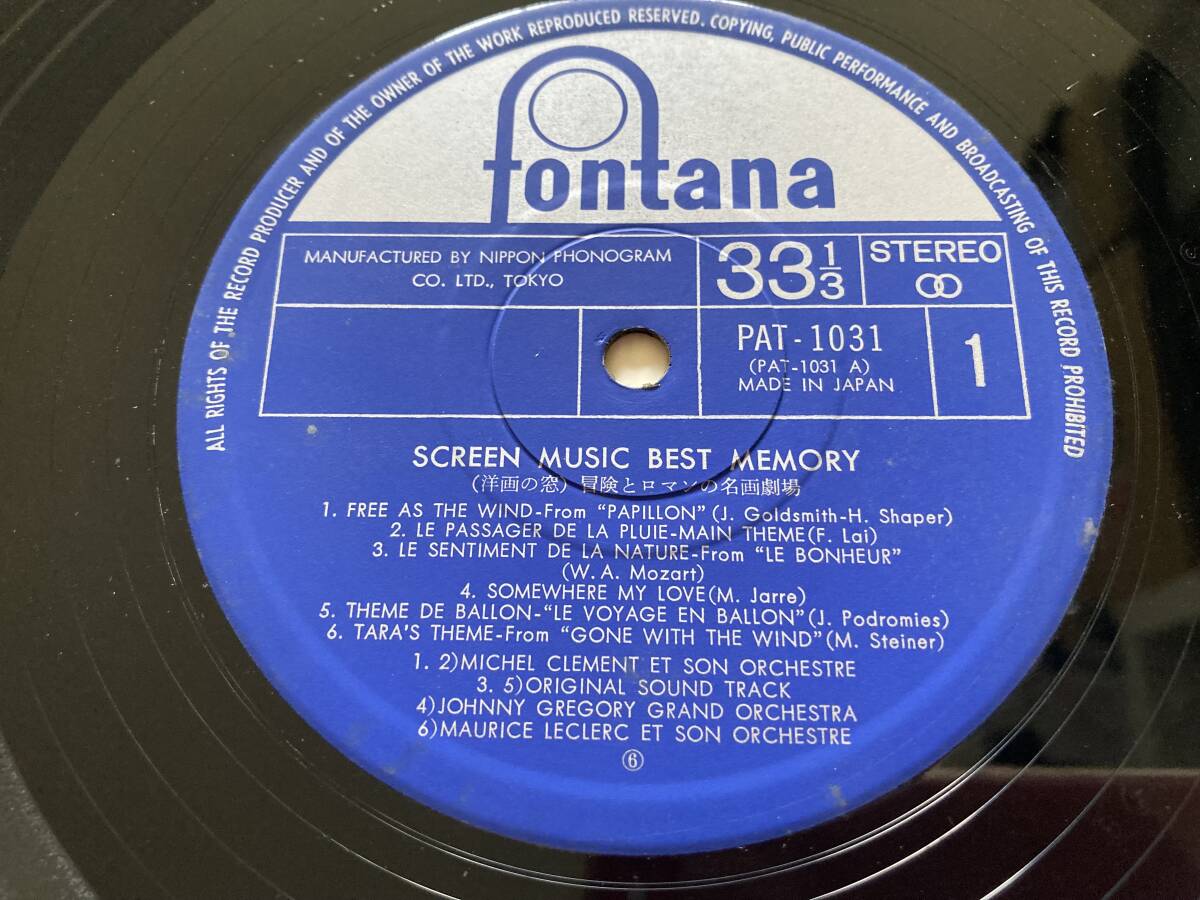 ALL RIGHTS OF THE RECORD PRODUCER AND OF THE OWNER OF THE WORK REPRODUCED RESERVED. COPYING, PUBLIC PERFORMANCE AND BROADCASTING OF THIS RECORD PROHIBITED
fontana
MANUFACTURED BY NIPPON PHONOGRAM
CO. LTD., TOKYO
33 1/3
STEREO
PAT-1031
(PAT-1031 A)
MADE IN JAPAN
1
SCREEN MUSIC BEST MEMORY
(洋画の窓) 冒険とロマンの名画劇場
1. FREE AS THE WIND-From "PAPILLON" (J. Goldsmith-H. Shaper)
2. LE PASSAGER DE LA PLUIE-MAIN THEME(F. Lai)
3. LE SENTIMENT DE LA NATURE-From "LE BONHEUR"
(W. A. Mozart)
4. SOMEWHERE MY LOVE(M. Jarre)
5. THEME DE BALLON-"LE VOYAGE EN BALLON"(J. Podromies)
6. TARA'S THEME-From "GONE WITH THE WIND"(M. Steiner)
1. 2)MICHEL CLEMENT ET SON ORCHESTRE
3. 5)ORIGINAL SOUND TRACK
4)JOHNNY GREGORY GRAND ORCHESTRA
6)MAURICE LECLERC ET SON ORCHESTRE
⑥